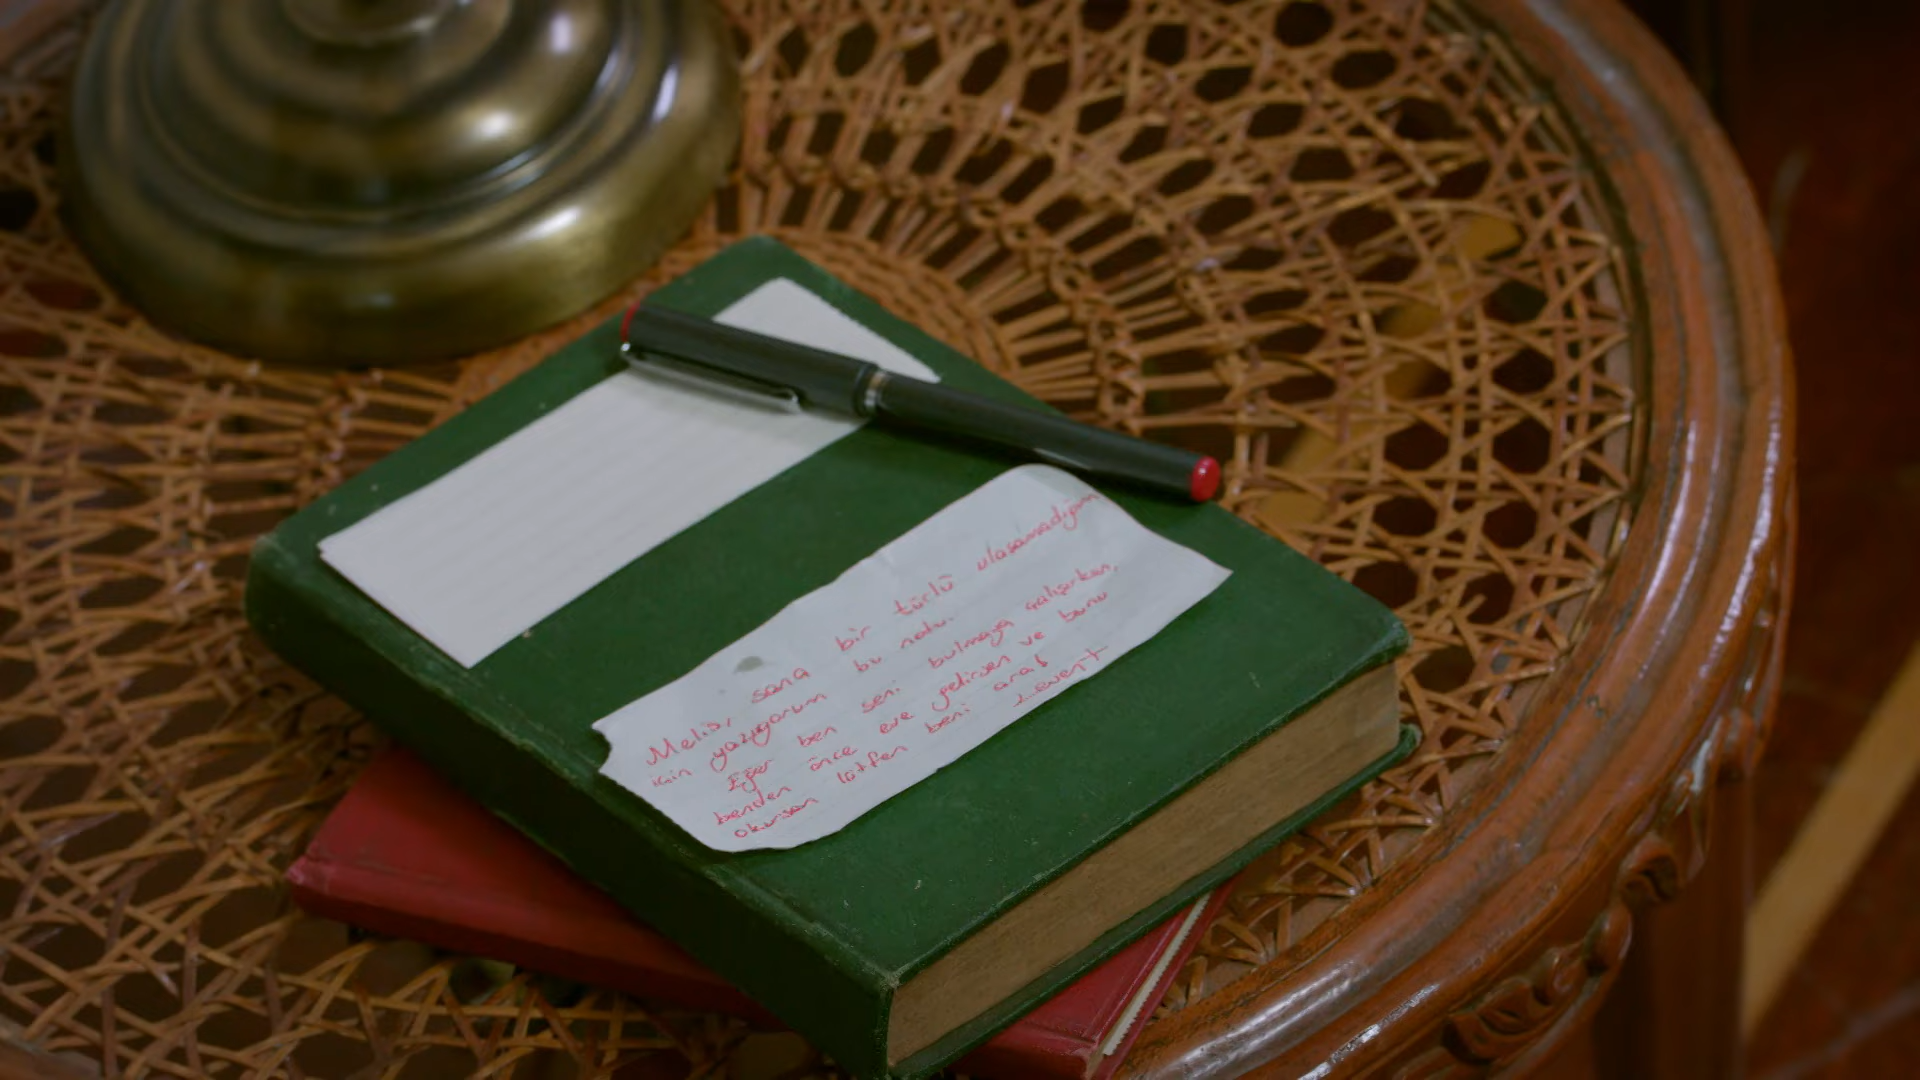 Melis, sana bir türlü ulaşamadığım
için yazıyorum bu notu.
Eğer ben seni bulmaya çalışırken,
benden önce eve gelirsen ve bunu
okursan lütfen beni ara!
Levent